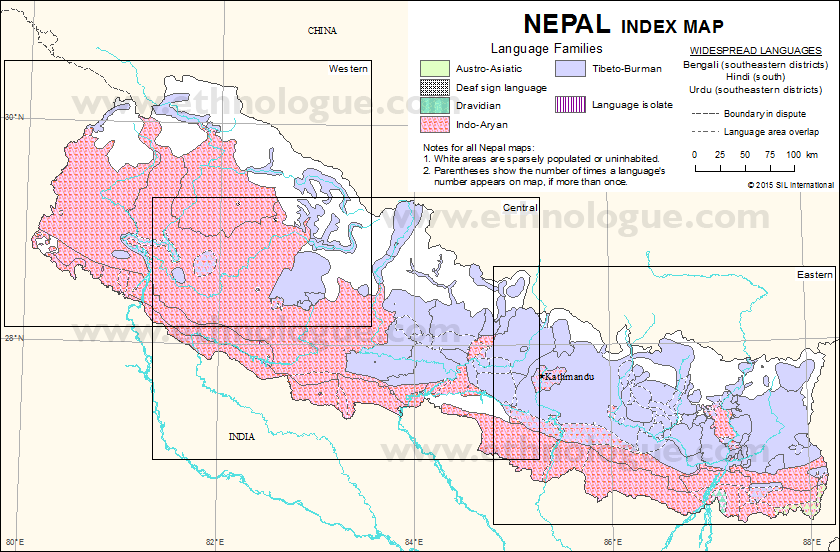 NEPAL INDEX MAP
Language Families
Austro-Asiatic
Deaf sign language
Dravidian
Indo-Aryan
Tibeto-Burman
Language isolate
WIDESPREAD LANGUAGES
Bengali (southeastern districts)
Hindi (south)
Urdu (southeastern districts)
Boundary in dispute
Language area overlap
Notes for all Nepal maps:
1. White areas are sparsely populated or uninhabited.
2. Parentheses show the number of times a language's
number appears on map, if more than once.
0 25 50 75 100 km
© 2015 SIL International
CHINA
Western
www.ethnologue.com
www.ethnologue.com
30°N
30°N
Central
www.ethnologue.com
Eastern
www.ethnologue.com
28°N
28°N
Kathmandu
INDIA
www.ethnologue.com
80°E 82°E 84°E 86°E 88°E